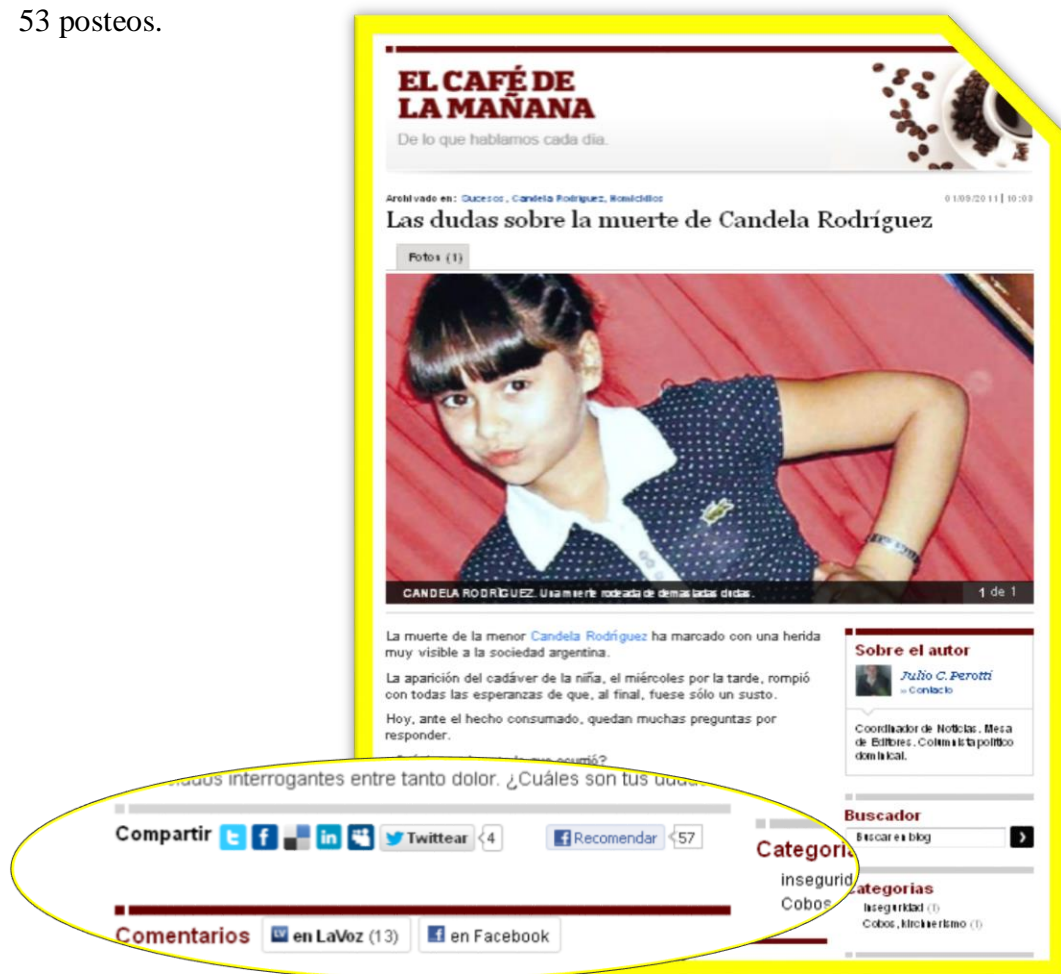 53 posteos.
EL CAFÉ DE
LA MAÑANA
De lo que hablamos cada día.
Archivado en: Sucesos, Candela Rodríguez, Homicidios
01/09/2011 | 10:00
Las dudas sobre la muerte de Candela Rodríguez
Fotos (1)
CANDELA RODRÍGUEZ. Una muerte rodeada de demasiadas dudas.
1 de 1
La muerte de la menor Candela Rodríguez ha marcado con una herida
muy visible a la sociedad argentina.
La aparición del cadáver de la niña, el miércoles por la tarde, rompió
con todas las esperanzas de que, al final, fuese sólo un susto.
Hoy, ante el hecho consumado, quedan muchas preguntas por
responder.
Sobre el autor
Julio C. Perotti
» Contacto
Coordinador de Noticias. Mesa
de Editores. Columnista político
dominical.
interrogantes entre tanto dolor. ¿Cuáles son tus
Compartir Twittear 4 Recomendar 57
Comentarios en LaVoz (13) en Facebook
Categoría
insegurid
Cobos,
Buscador
Buscar en blog
Categorias
Inseguridad (1)
Cobos, kirchnerismo (1)